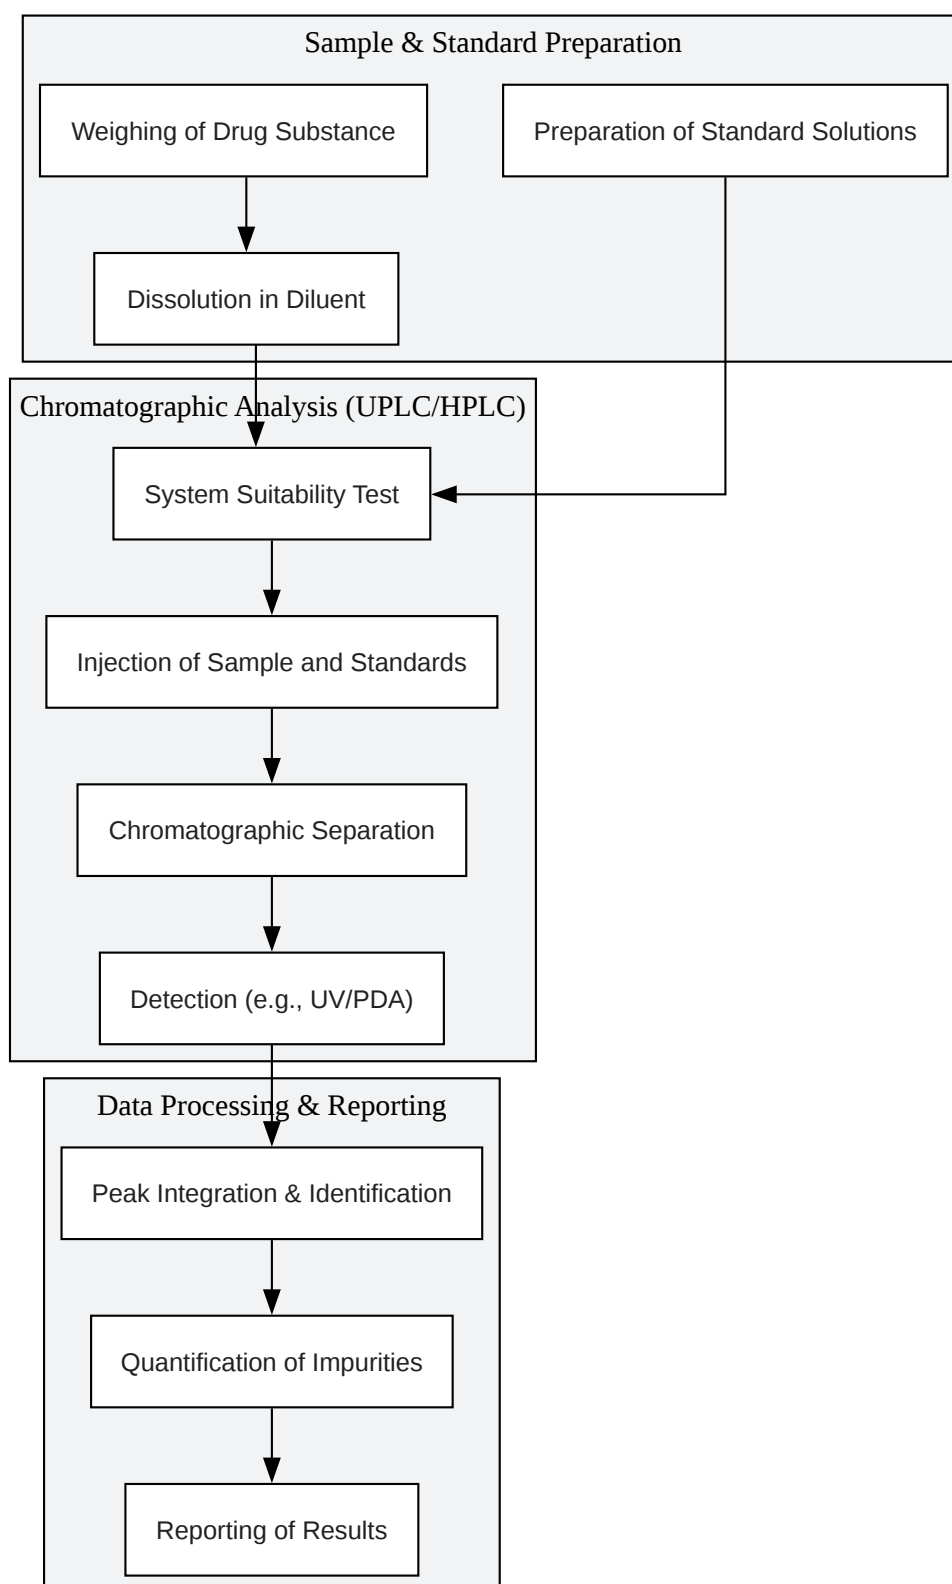 Sample & Standard Preparation
Weighing of Drug Substance
Preparation of Standard Solutions
Dissolution in Diluent
Chromatographic Analysis (UPLC/HPLC)
System Suitability Test
Injection of Sample and Standards
Chromatographic Separation
Detection (e.g., UV/PDA)
Data Processing & Reporting
Peak Integration & Identification
Quantification of Impurities
Reporting of Results